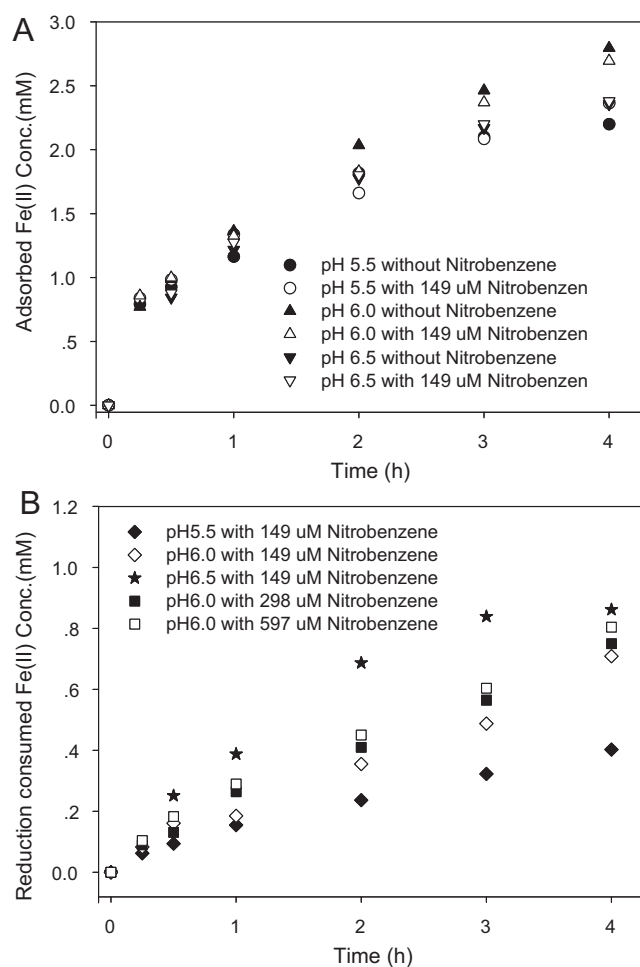 A
Adsorbed Fe(II) Conc.(mM)
3.0
2.5
2.0
1.5
1.0
.5
0.0
pH 5.5 without Nitrobenzene
pH 5.5 with 149 uM Nitrobenzen
pH 6.0 without Nitrobenzene
pH 6.0 with 149 uM Nitrobenzen
pH 6.5 without Nitrobenzene
pH 6.5 with 149 uM Nitrobenzen
0 1 2 3 4
Time (h)
B
Reduction consumed Fe(II) Conc.(mM)
1.2
1.0
.8
.6
.4
.2
0.0
pH5.5 with 149 uM Nitrobenzene
pH6.0 with 149 uM Nitrobenzene
pH6.5 with 149 uM Nitrobenzene
pH6.0 with 298 uM Nitrobenzene
pH6.0 with 597 uM Nitrobenzene
0 1 2 3 4
Time (h)